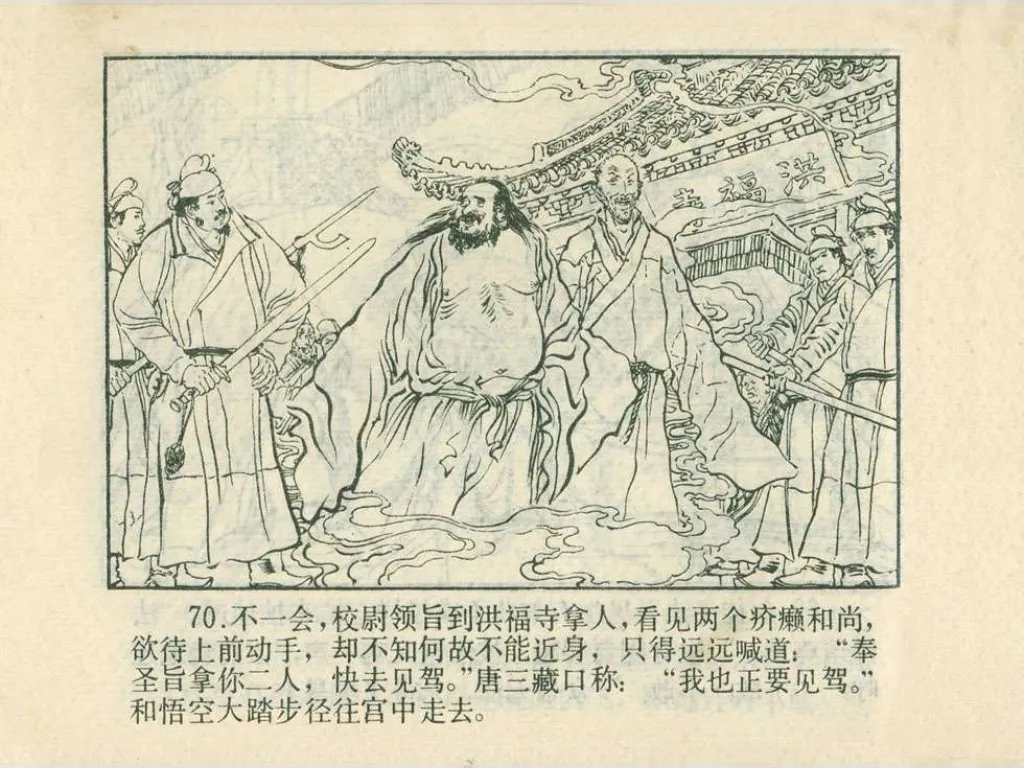 洪福寺
70.不一会,校尉领旨到洪福寺拿人,看见两个疥癞和尚,
欲待上前动手,却不知何故不能近身,只得远远喊道:“奉
圣旨拿你二人,快去见驾。”唐三藏口称:“我也正要见驾。”
和悟空大踏步径往宫中走去。